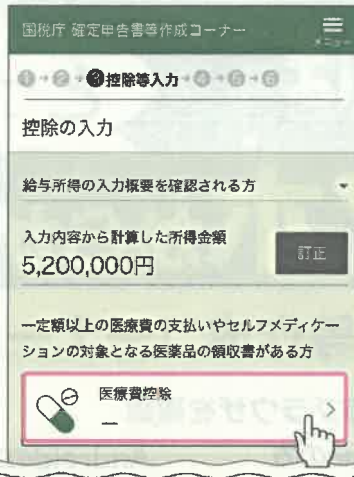 国税庁 確定申告書等作成コーナー
メニュー
❶→❷→❸控除等入力→❹→❺→❻
控除の入力
給与所得の入力概要を確認される方
入力内容から計算した所得金額
5,200,000円
訂正
一定額以上の医療費の支払いやセルフメディケー
ションの対象となる医薬品の領収書がある方
医療費控除
―